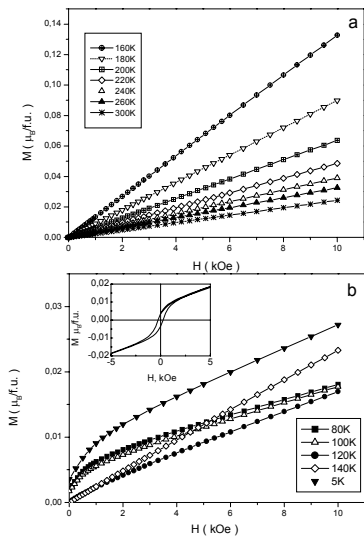 a
0,14
0,12
0,10
0,08
0,06
0,04
0,02
0,00
M ( μB/f.u. )
160K
180K
200K
220K
240K
260K
300K
0 2 4 6 8 10
H ( kOe )
b
0,03
0,02
0,01
0,00
M ( μB/f.u. )
0,02
0,01
0,00
-0,01
-0,02
M μB/f.u.
-5 0 5
H, kOe
80K
100K
120K
140K
5K
0 2 4 6 8 10
H ( kOe )